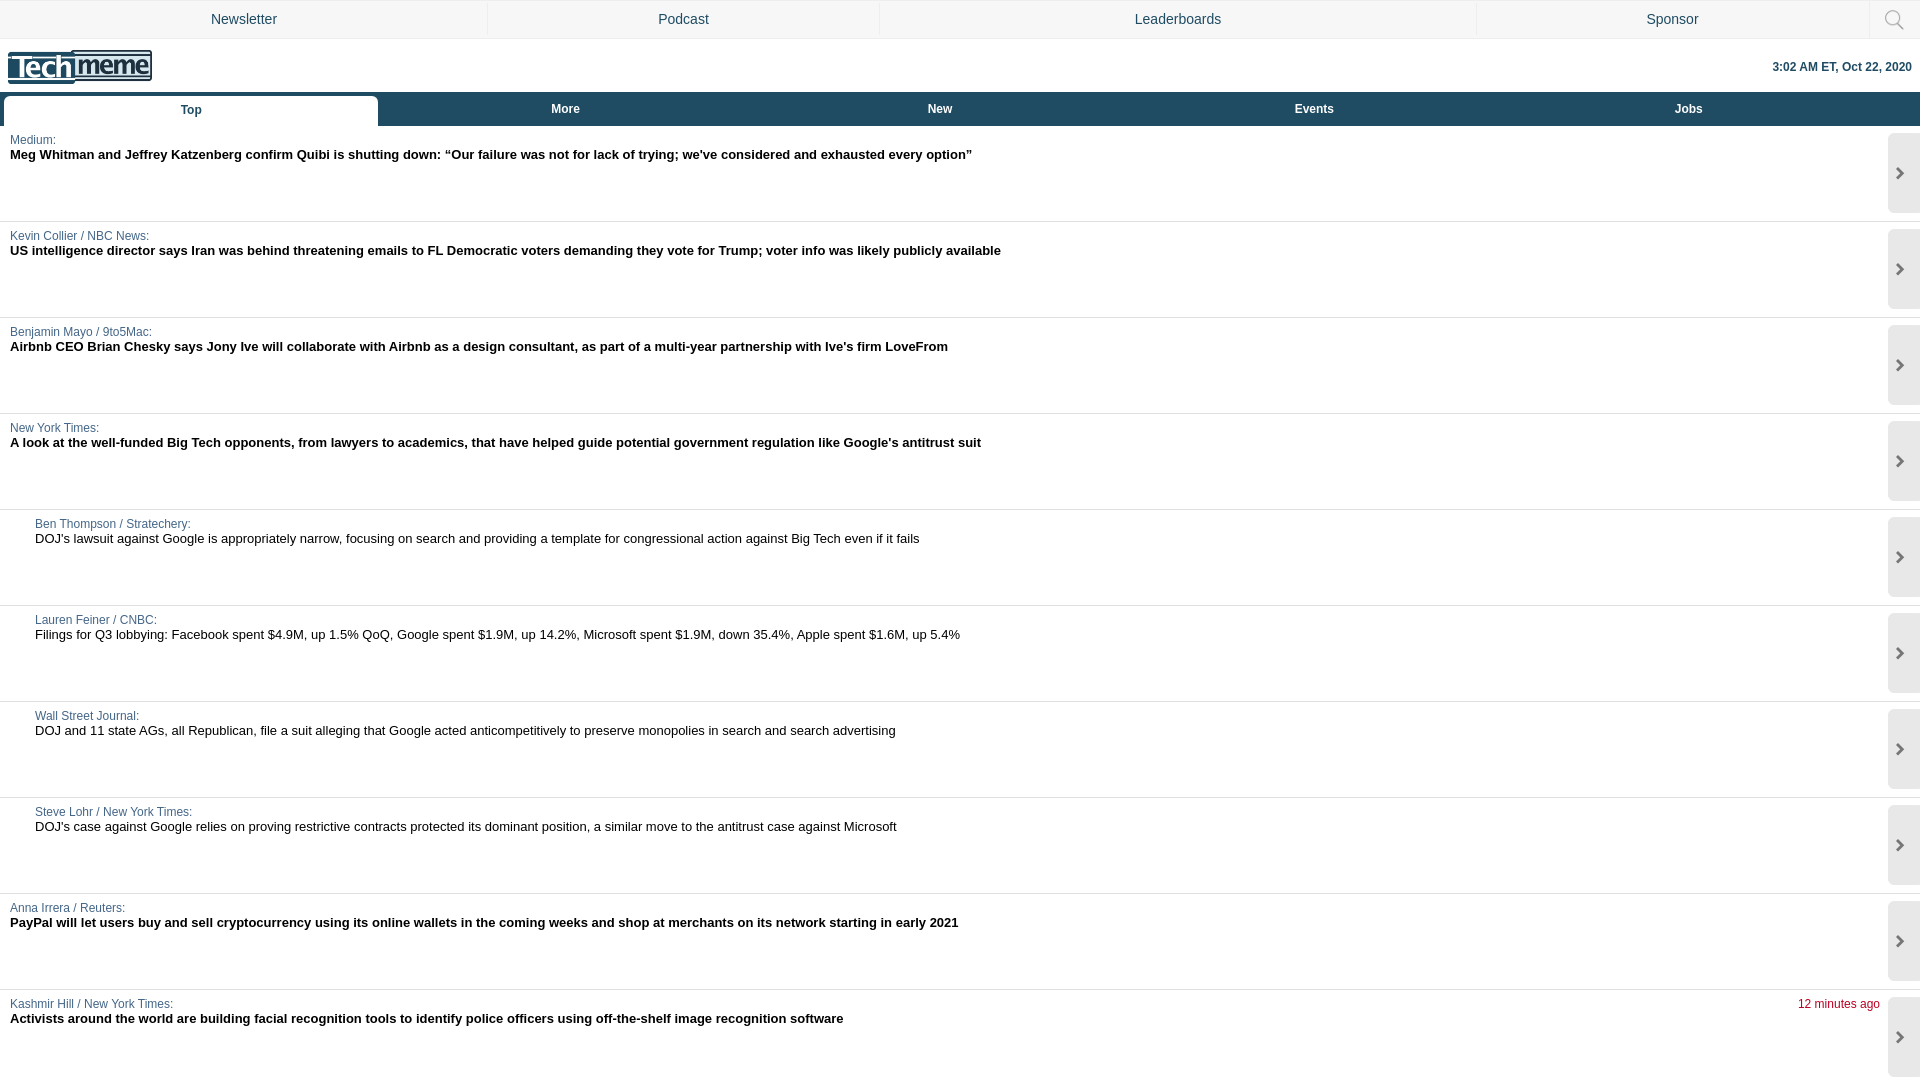 Newsletter
Podcast
Leaderboards
Sponsor
Techmeme
3:02 AM ET, Oct 22, 2020
Top
More
New
Events
Jobs
Medium:
Meg Whitman and Jeffrey Katzenberg confirm Quibi is shutting down: “Our failure was not for lack of trying; we've considered and exhausted every option”
Kevin Collier / NBC News:
US intelligence director says Iran was behind threatening emails to FL Democratic voters demanding they vote for Trump; voter info was likely publicly available
Benjamin Mayo / 9to5Mac:
Airbnb CEO Brian Chesky says Jony Ive will collaborate with Airbnb as a design consultant, as part of a multi-year partnership with Ive's firm LoveFrom
New York Times:
A look at the well-funded Big Tech opponents, from lawyers to academics, that have helped guide potential government regulation like Google's antitrust suit
Ben Thompson / Stratechery:
DOJ's lawsuit against Google is appropriately narrow, focusing on search and providing a template for congressional action against Big Tech even if it fails
Lauren Feiner / CNBC:
Filings for Q3 lobbying: Facebook spent $4.9M, up 1.5% QoQ, Google spent $1.9M, up 14.2%, Microsoft spent $1.9M, down 35.4%, Apple spent $1.6M, up 5.4%
Wall Street Journal:
DOJ and 11 state AGs, all Republican, file a suit alleging that Google acted anticompetitively to preserve monopolies in search and search advertising
Steve Lohr / New York Times:
DOJ's case against Google relies on proving restrictive contracts protected its dominant position, a similar move to the antitrust case against Microsoft
Anna Irrera / Reuters:
PayPal will let users buy and sell cryptocurrency using its online wallets in the coming weeks and shop at merchants on its network starting in early 2021
Kashmir Hill / New York Times:
12 minutes ago
Activists around the world are building facial recognition tools to identify police officers using off-the-shelf image recognition software